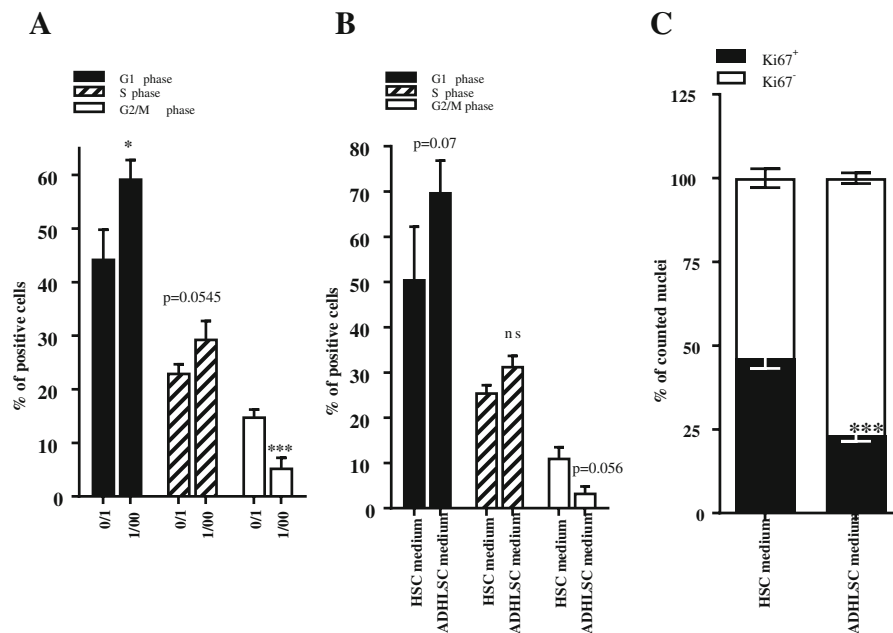 A
G1 phase
S phase
G2/M phase
% of positive cells
60
50
40
30
20
10
0
*
p=0.0545
***
0/1
1/00
0/1
1/00
0/1
1/00
B
G1 phase
S phase
G2/M phase
% of positive cells
80
70
60
50
40
30
20
10
0
p=0.07
n s
p=0.056
HSC medium
ADHLSC medium
HSC medium
ADHLSC medium
HSC medium
ADHLSC medium
C
Ki67+
Ki67-
% of counted nuclei
125
100
75
50
25
0
***
HSC medium
ADHLSC medium